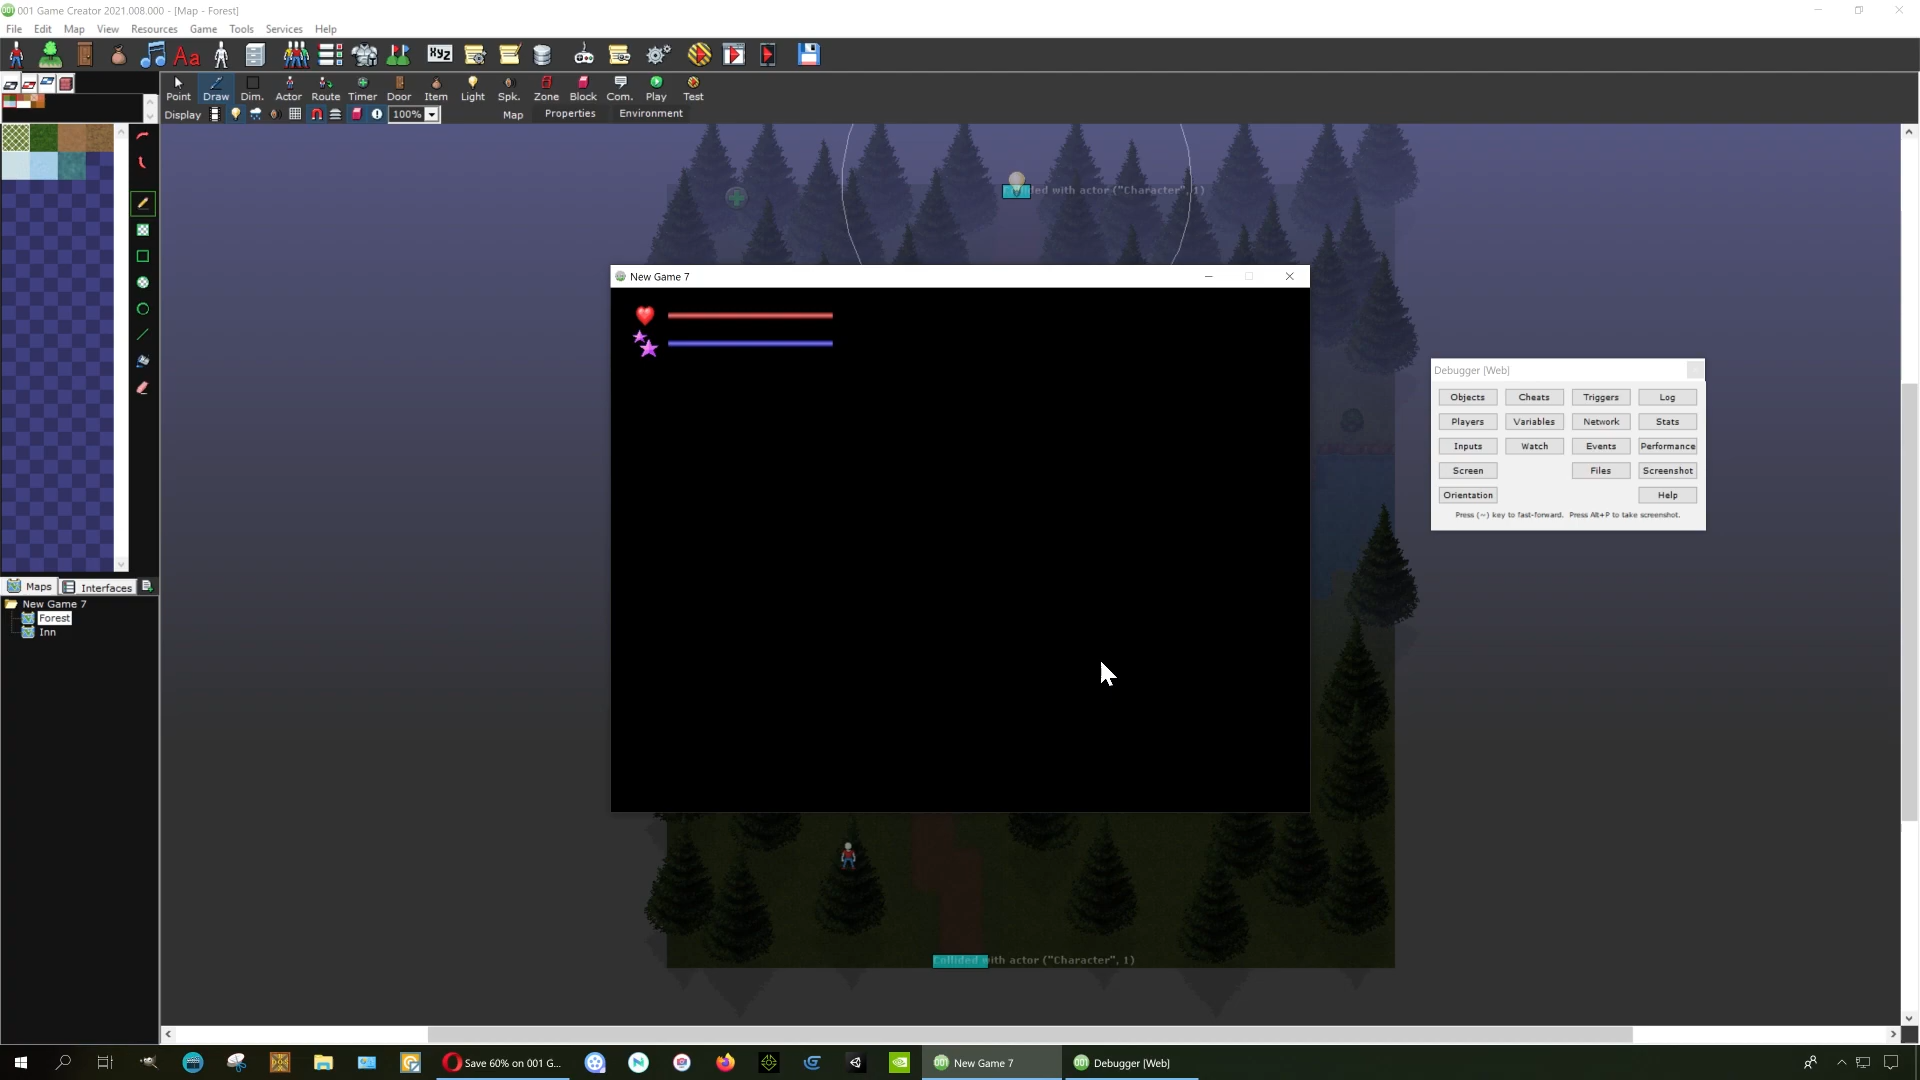 001 Game Creator 2021.008.000 - [Map - Forest]
File Edit Map View Resources Game Tools Services Help
Aa XYZ
Point Draw Dim. Actor Route Timer Door Item Light Spk. Zone Block Com. Play Test
Display 100% Map Properties Environment
with actor ("Character", 1)
New Game 7
Debugger [Web]
Objects Cheats Triggers Log
Players Variables Network Stats
Inputs Watch Events Performance
Screen Files Screenshot
Orientation Help
Press (~) key to fast-forward. Press Alt+P to take screenshot.
Maps Interfaces
New Game 7
Forest
Inn
Collided with actor ("Character", 1)
Save 60% on 001 G... New Game 7 Debugger [Web]